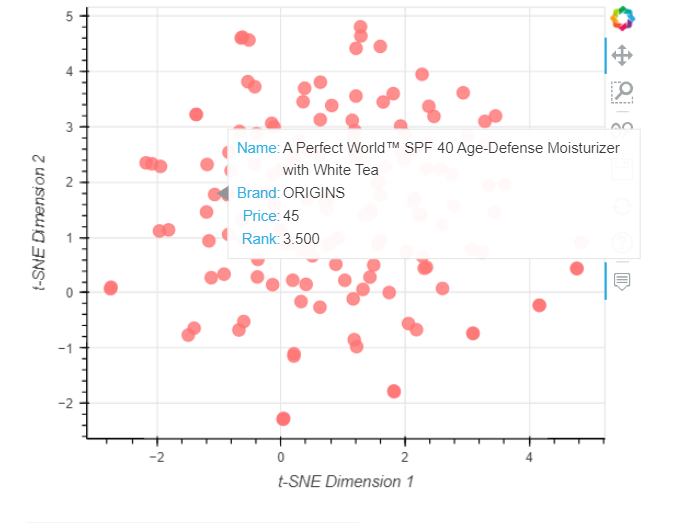 5
4
3
2
1
0
−1
−2
t-SNE Dimension 2
Name: A Perfect World™ SPF 40 Age-Defense Moisturizer
with White Tea
Brand: ORIGINS
Price: 45
Rank: 3.500
−2 0 2 4
t-SNE Dimension 1